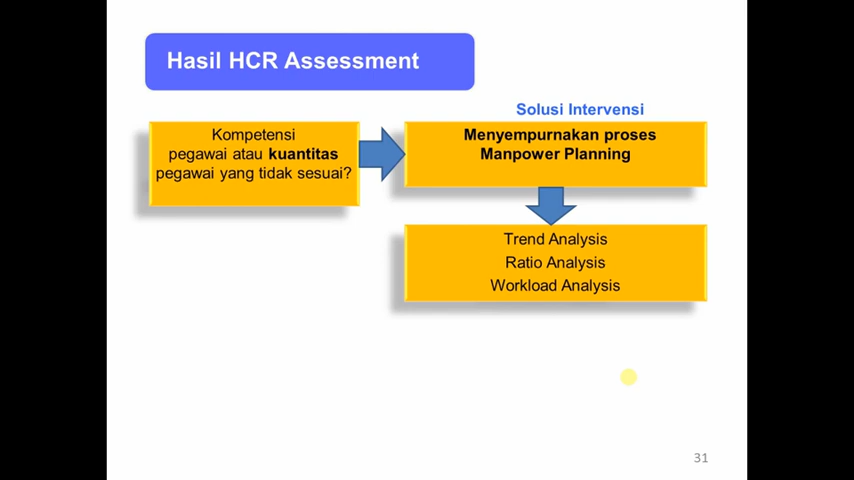 Hasil HCR Assessment
Solusi Intervensi
Kompetensi
pegawai atau kuantitas
pegawai yang tidak sesuai?
Menyempurnakan proses
Manpower Planning
Trend Analysis
Ratio Analysis
Workload Analysis
31